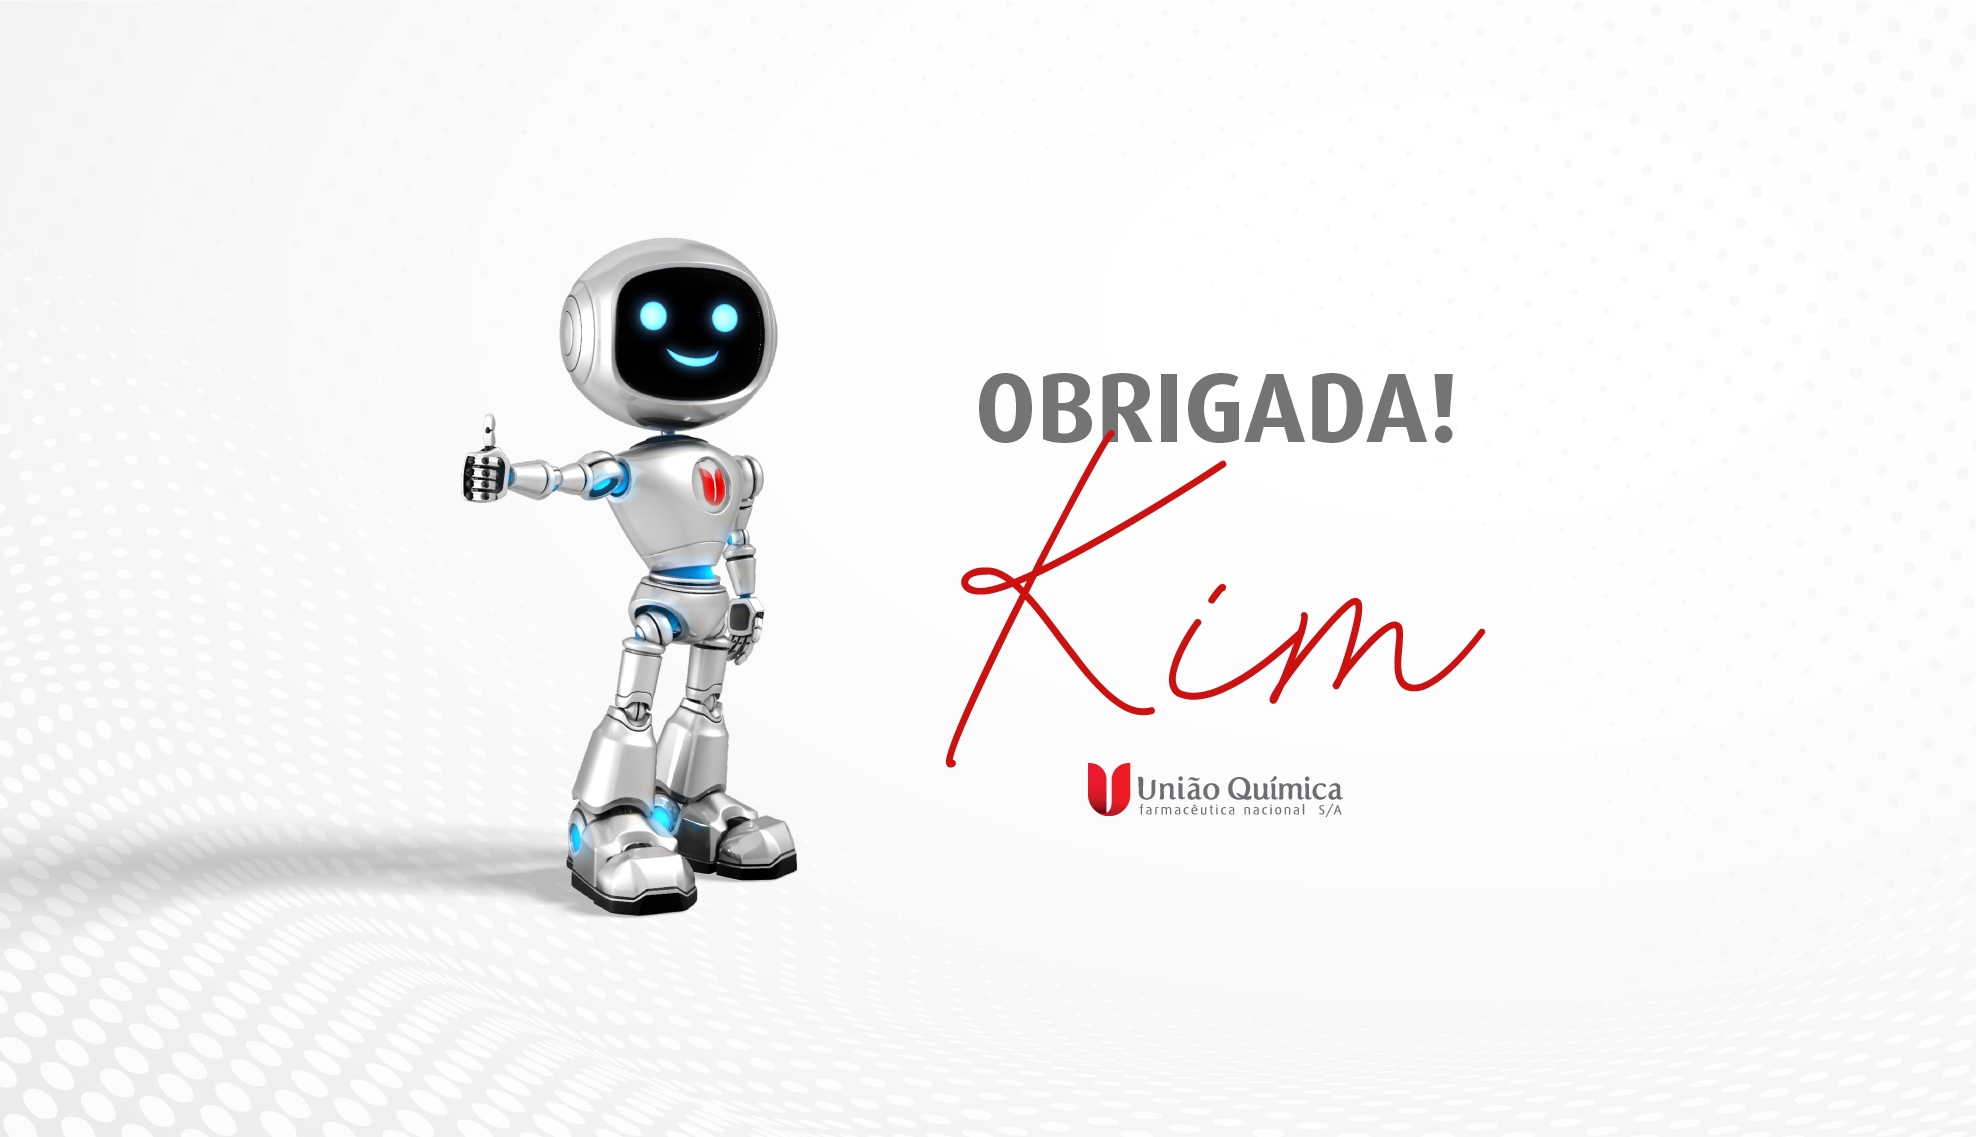 OBRIGADA!
Kim
União Química
farmacêutica nacional S/A